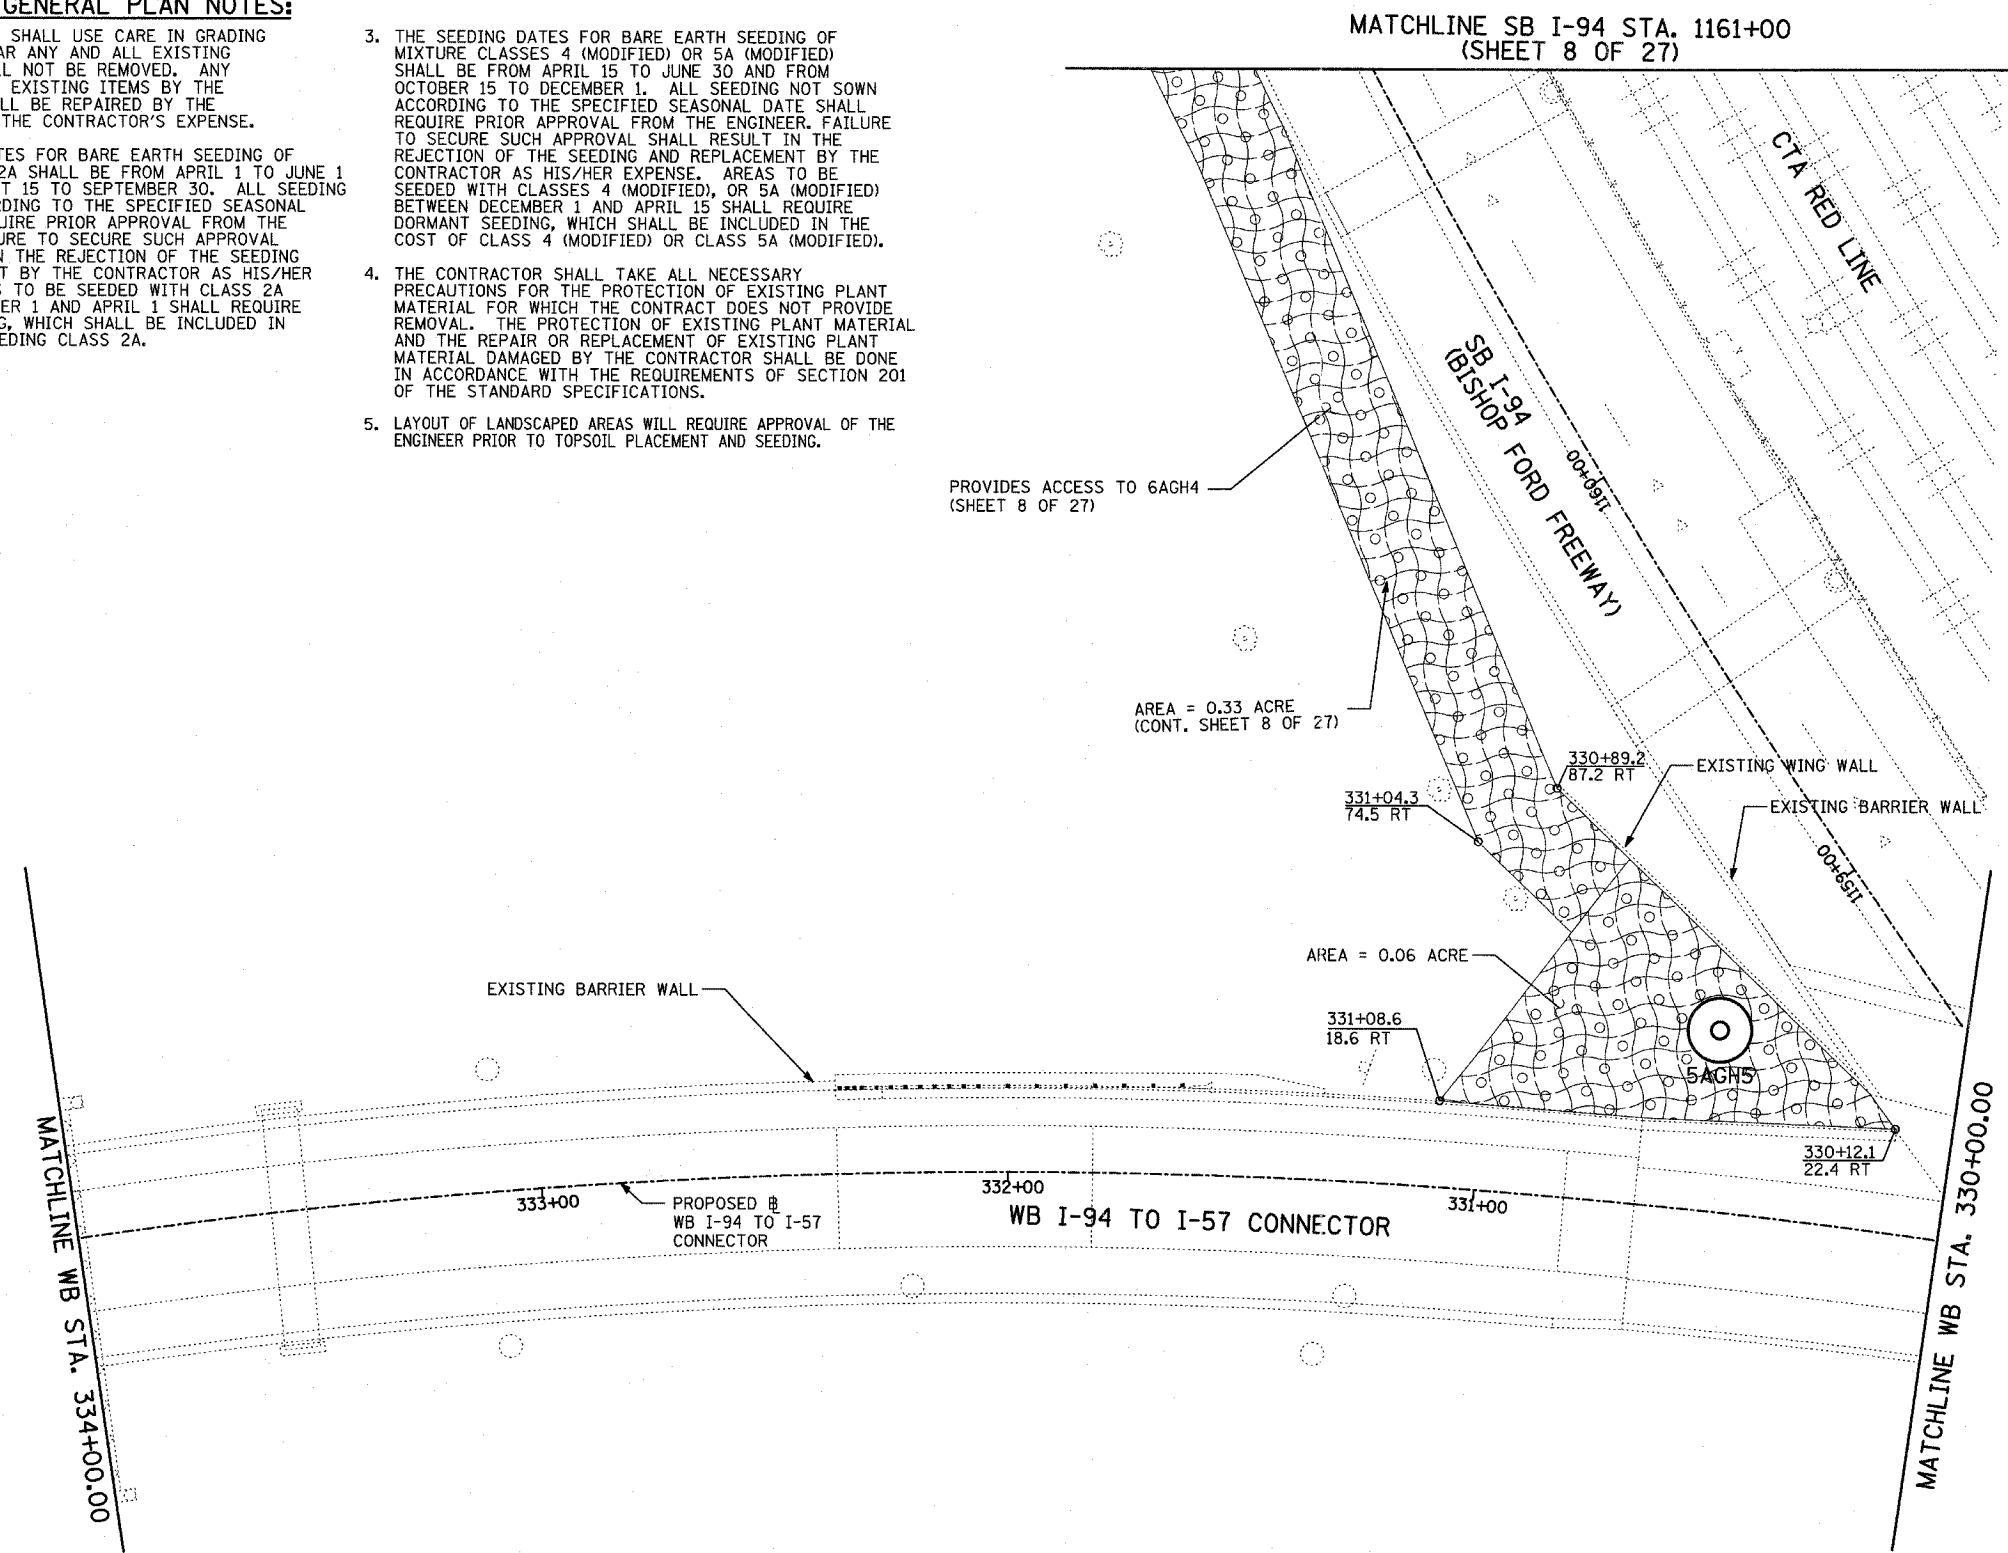 GENERAL PLAN NOTES:
SHALL USE CARE IN GRADING
ANY AND ALL EXISTING
NOT BE REMOVED. ANY
EXISTING ITEMS BY THE
BE REPAIRED BY THE
THE CONTRACTOR'S EXPENSE.
FOR BARE EARTH SEEDING OF
2A SHALL BE FROM APRIL 1 TO JUNE 1
15 TO SEPTEMBER 30. ALL SEEDING
TO THE SPECIFIED SEASONAL
PRIOR APPROVAL FROM THE
TO SECURE SUCH APPROVAL
THE REJECTION OF THE SEEDING
BY THE CONTRACTOR AS HIS/HER
TO BE SEEDED WITH CLASS 2A
1 AND APRIL 1 SHALL REQUIRE
WHICH SHALL BE INCLUDED IN
CLASS 2A.
3. THE SEEDING DATES FOR BARE EARTH SEEDING OF
MIXTURE CLASSES 4 (MODIFIED) OR 5A (MODIFIED)
SHALL BE FROM APRIL 15 TO JUNE 30 AND FROM
OCTOBER 15 TO DECEMBER 1. ALL SEEDING NOT SOWN
ACCORDING TO THE SPECIFIED SEASONAL DATE SHALL
REQUIRE PRIOR APPROVAL FROM THE ENGINEER. FAILURE
TO SECURE SUCH APPROVAL SHALL RESULT IN THE
REJECTION OF THE SEEDING AND REPLACEMENT BY THE
CONTRACTOR AS HIS/HER EXPENSE. AREAS TO BE
SEEDED WITH CLASSES 4 (MODIFIED), OR 5A (MODIFIED)
BETWEEN DECEMBER 1 AND APRIL 15 SHALL REQUIRE
DORMANT SEEDING, WHICH SHALL BE INCLUDED IN THE
COST OF CLASS 4 (MODIFIED) OR CLASS 5A (MODIFIED).
4. THE CONTRACTOR SHALL TAKE ALL NECESSARY
PRECAUTIONS FOR THE PROTECTION OF EXISTING PLANT
MATERIAL FOR WHICH THE CONTRACT DOES NOT PROVIDE
REMOVAL. THE PROTECTION OF EXISTING PLANT MATERIAL
AND THE REPAIR OR REPLACEMENT OF EXISTING PLANT
MATERIAL DAMAGED BY THE CONTRACTOR SHALL BE DONE
IN ACCORDANCE WITH THE REQUIREMENTS OF SECTION 201
OF THE STANDARD SPECIFICATIONS.
5. LAYOUT OF LANDSCAPED AREAS WILL REQUIRE APPROVAL OF THE
ENGINEER PRIOR TO TOPSOIL PLACEMENT AND SEEDING.
MATCHLINE SB I-94 STA. 1161+00
(SHEET 8 OF 27)
CTA RED LINE
SB I-94
(BISHOP FORD FREEWAY)
1160+00
PROVIDES ACCESS TO 6AGH4
(SHEET 8 OF 27)
AREA = 0.33 ACRE
(CONT. SHEET 8 OF 27)
330+89.2
87.2 RT
EXISTING WING WALL
331+04.3
74.5 RT
EXISTING BARRIER WALL
1159+00
AREA = 0.06 ACRE
EXISTING BARRIER WALL
331+08.6
18.6 RT
5AGH5
330+12.1
22.4 RT
333+00
332+00
331+00
PROPOSED ℄
WB I-94 TO I-57
CONNECTOR
WB I-94 TO I-57 CONNECTOR
MATCHLINE WB STA. 334+00.00
MATCHLINE WB STA. 330+00.00